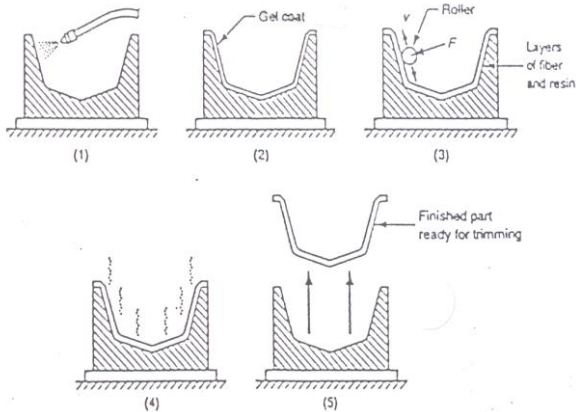 Gel coat
v
Roller
F
Layers
of fiber
and resin
(1)
(2)
(3)
Finished part
ready for trimming
(4)
(5)